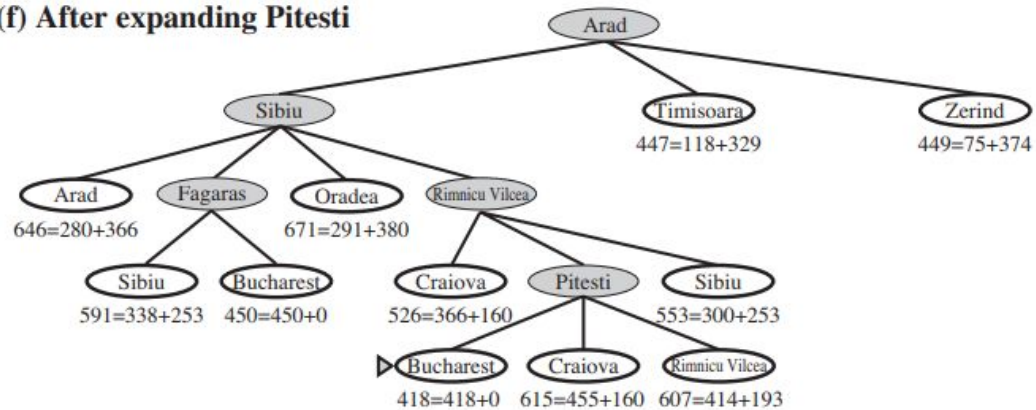 (f) After expanding Pitesti
Arad
Sibiu
Timisoara
Zerind
447=118+329
449=75+374
Arad
Fagaras
Oradea
Rimnicu Vilcea
646=280+366
671=291+380
Sibiu
Bucharest
Craiova
Pitesti
Sibiu
591=338+253
450=450+0
526=366+160
553=300+253
Bucharest
Craiova
Rimnicu Vilcea
418=418+0
615=455+160
607=414+193